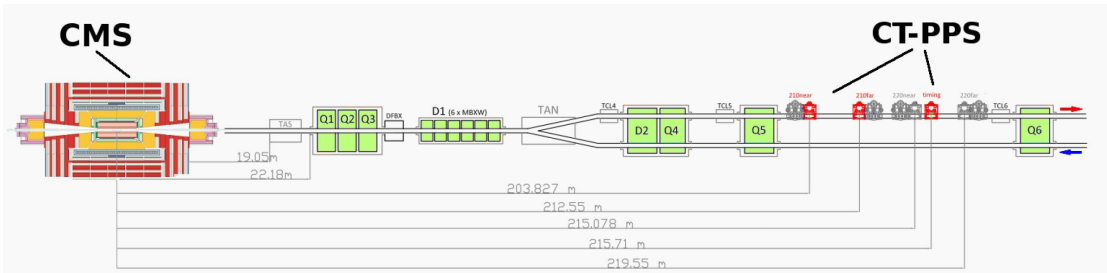 CMS
CT-PPS
TAS
Q1 Q2 Q3
DFBX
D1 (6 x MBXW)
TAN
TCL4
D2 Q4
TCL5
Q5
210near
210far
220near
timing
220far
TCL6
Q6
19.05m
22.18m
203.827 m
212.55 m
215.078 m
215.71 m
219.55 m